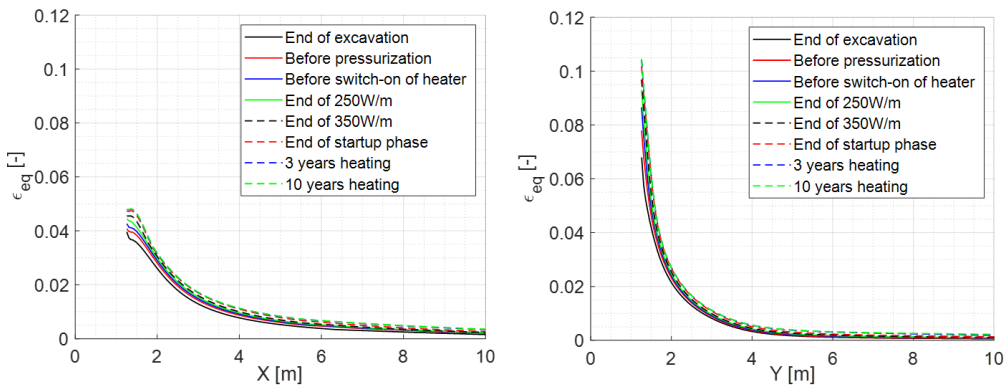 0.12
0.1
0.08
0.06
0.04
0.02
0
ϵeq [-]
End of excavation
Before pressurization
Before switch-on of heater
End of 250W/m
End of 350W/m
End of startup phase
3 years heating
10 years heating
0 2 4 6 8 10
X [m]
0.12
0.1
0.08
0.06
0.04
0.02
0
ϵeq [-]
End of excavation
Before pressurization
Before switch-on of heater
End of 250W/m
End of 350W/m
End of startup phase
3 years heating
10 years heating
0 2 4 6 8 10
Y [m]